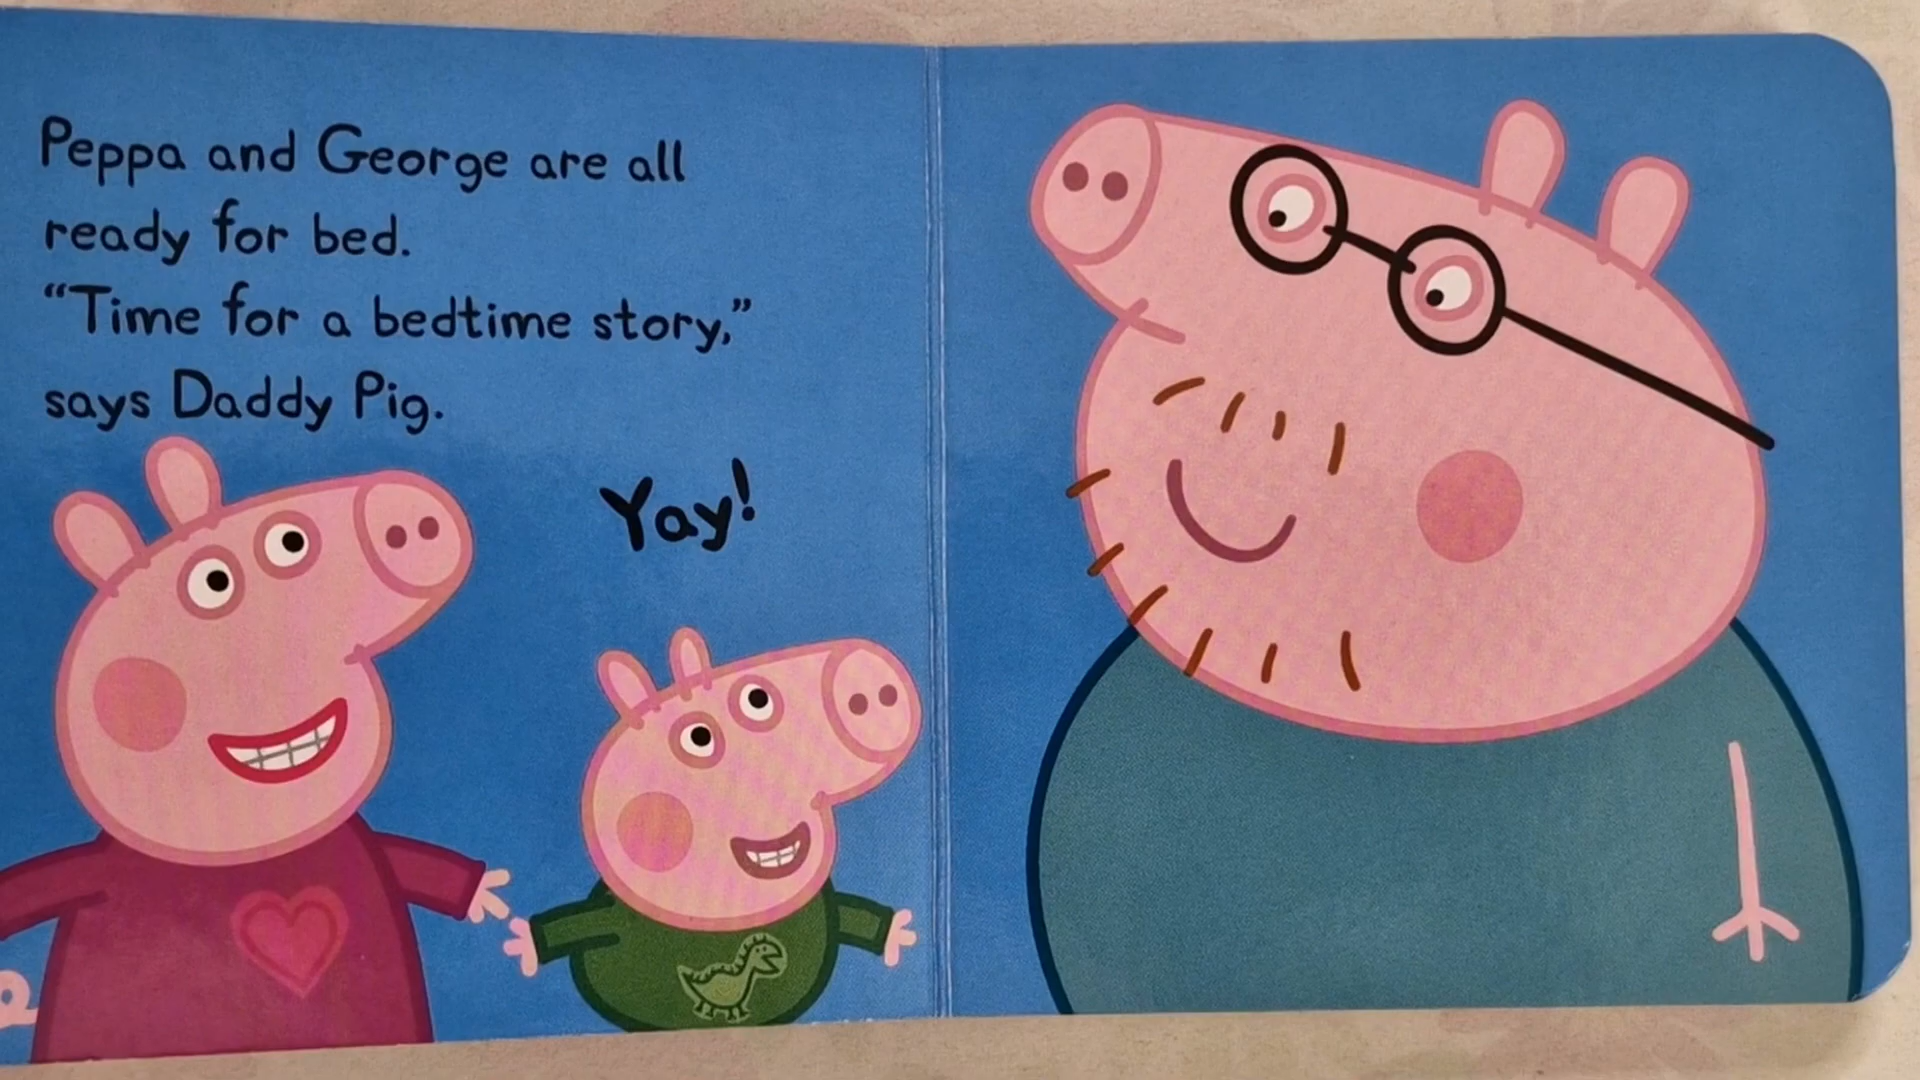 Peppa and George are all
ready for bed.
“Time for a bedtime story,”
says Daddy Pig.
Yay!